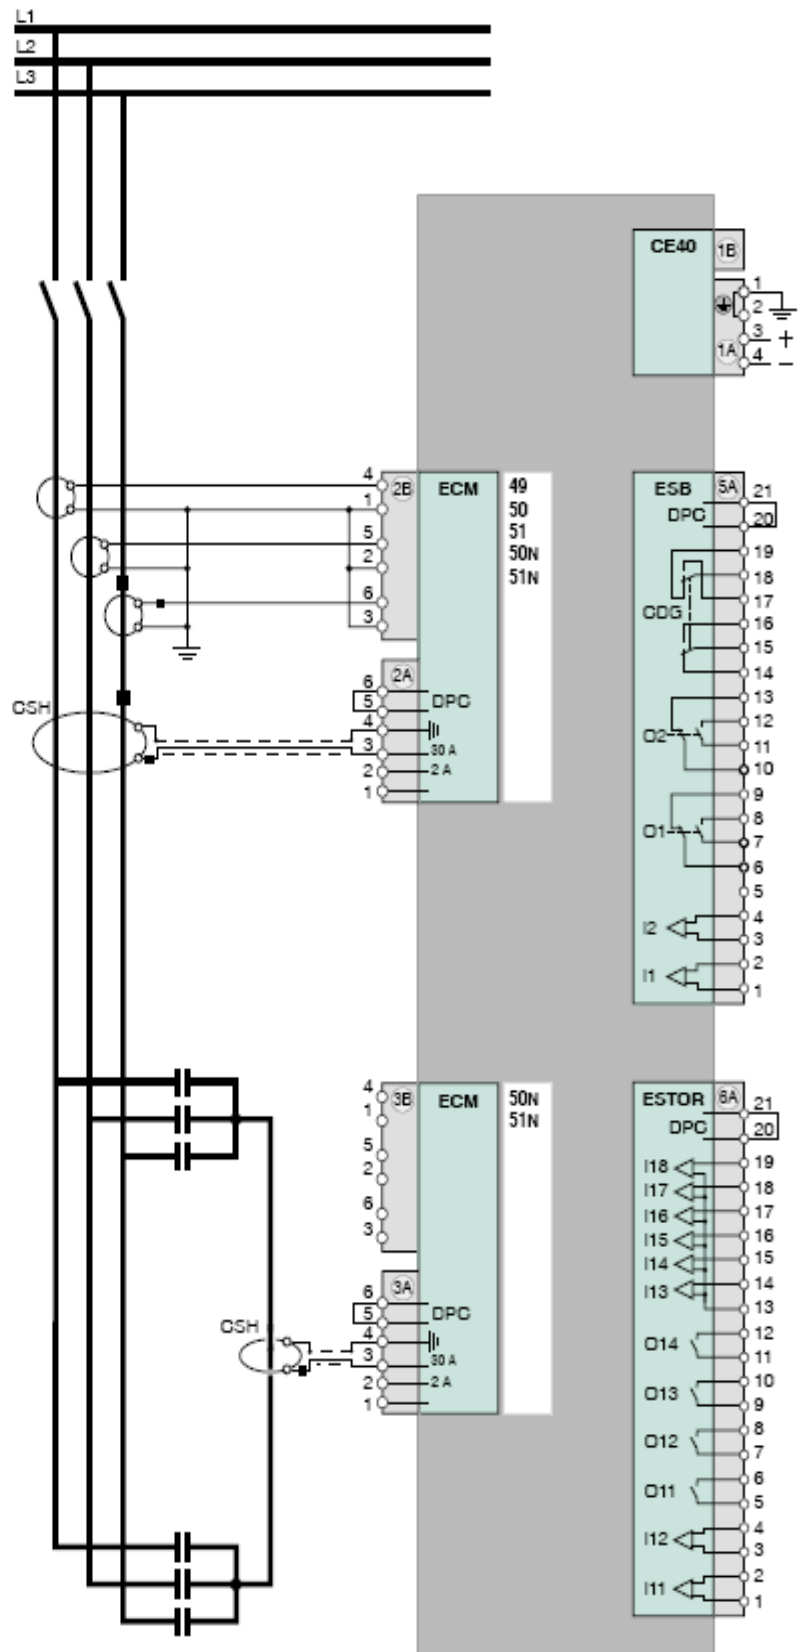 L1
L2
L3
CE40 1B
1
2
3 +
1A 4 −
4 2B ECM 49
1 50
5 51
2 50N
6 51N
3
2A
6
5 DPC
4
3 30 A
2 2 A
1
CSH
ESB 5A 21
DPC 20
19
18
CDG 17
16
15
14
13
O2 12
11
10
9
O1 8
7
6
5
I2 4
3
I1 2
1
4 3B ECM 50N
1 51N
5
2
6
3
3A
6
5 DPC
4
3 30 A
2 2 A
1
CSH
ESTOR 6A 21
DPC 20
I18 19
I17 18
I16 17
I15 16
I14 15
I13 14
13
O14 12
11
O13 10
9
O12 8
7
O11 6
5
I12 4
3
I11 2
1